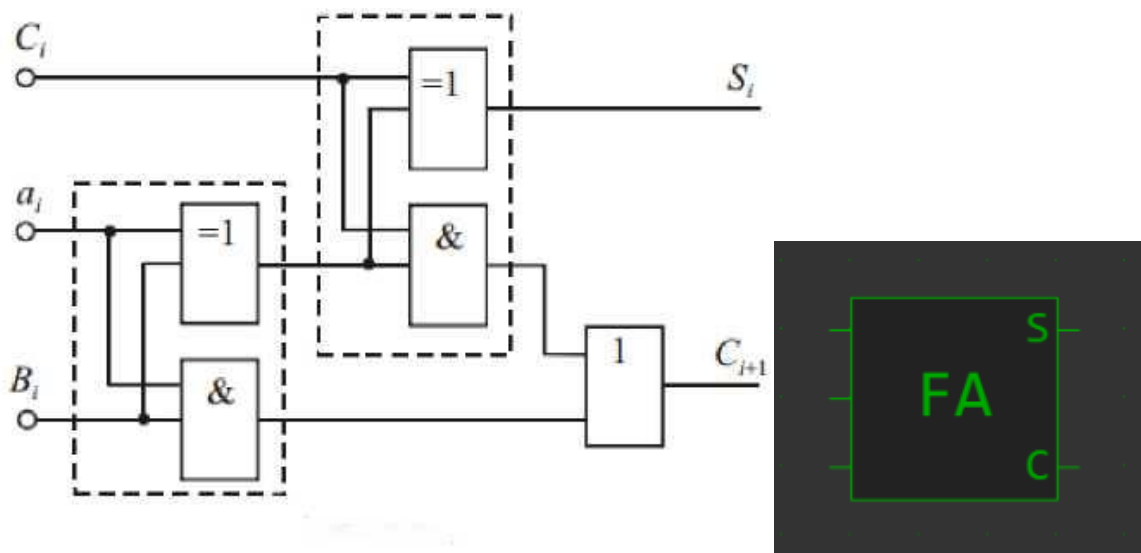 C_i
=1
S_i
a_i
=1
&
B_i
&
1
C_{i+1}
S
FA
C